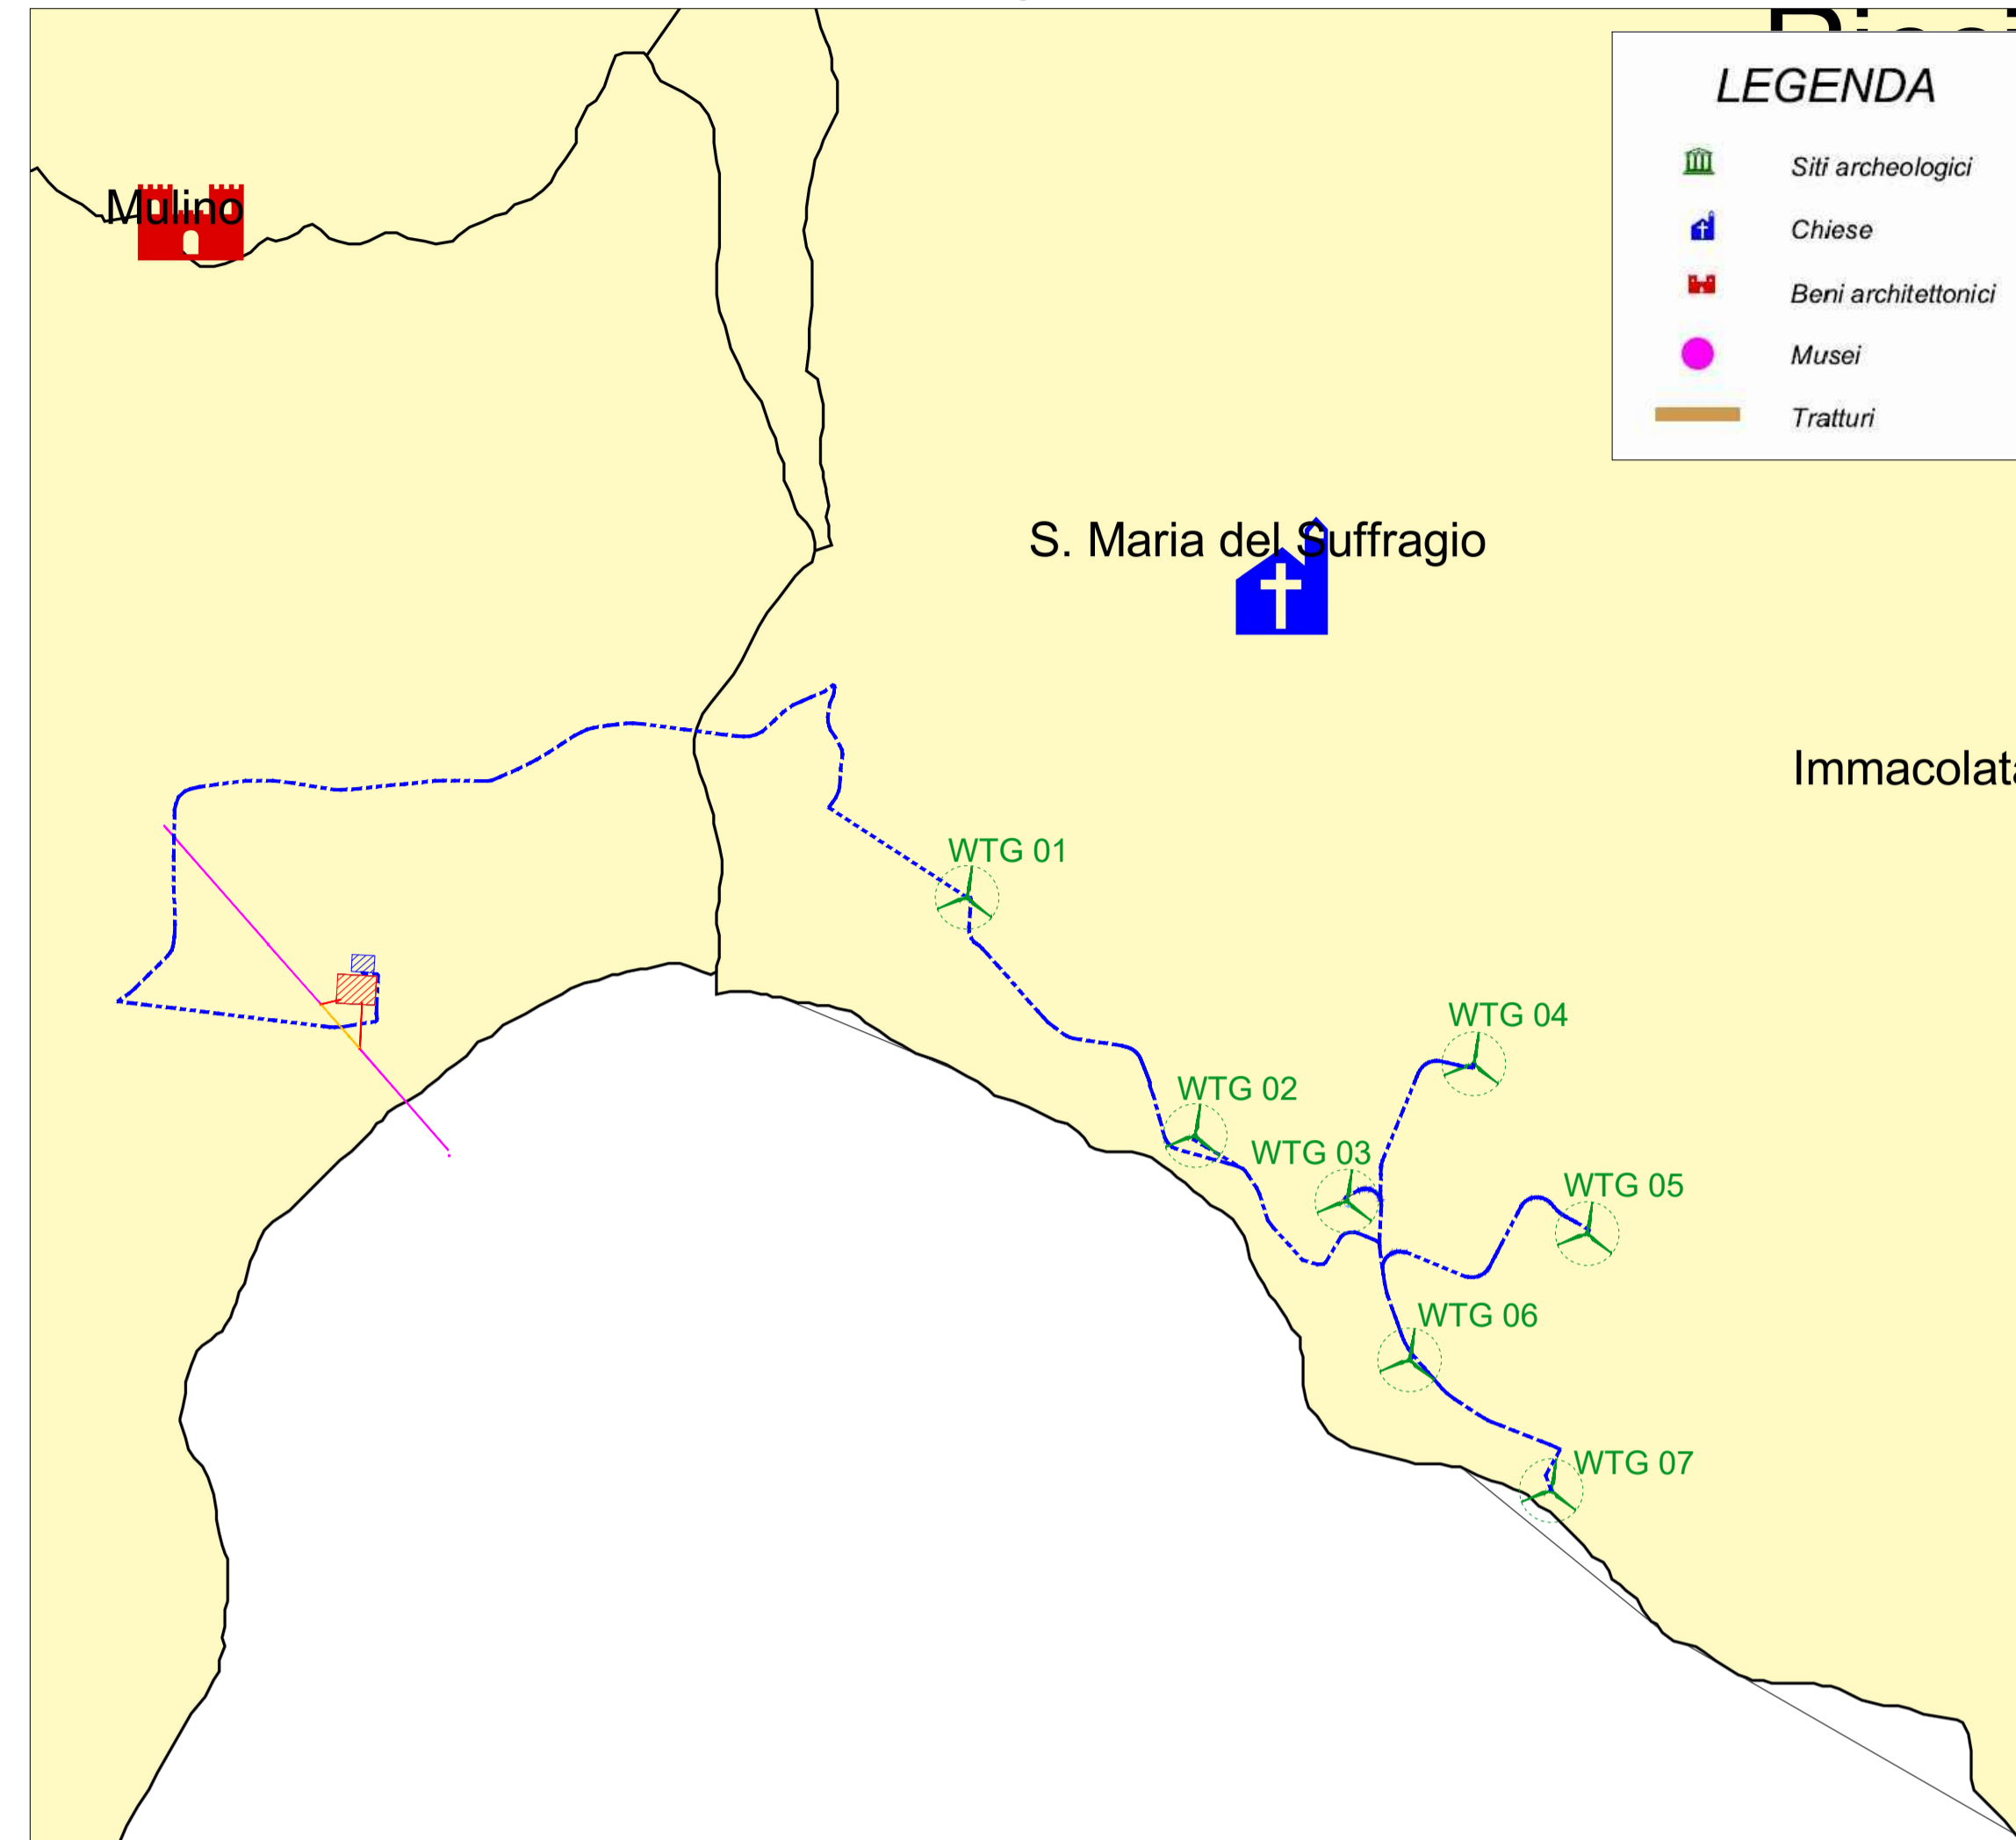 LEGENDA
Siti archeologici
Chiese
Beni architettonici
Musei
Tratturi
Mulino
S. Maria del Suffragio
WTG 01
WTG 04
WTG 02
WTG 03
WTG 05
WTG 06
WTG 07